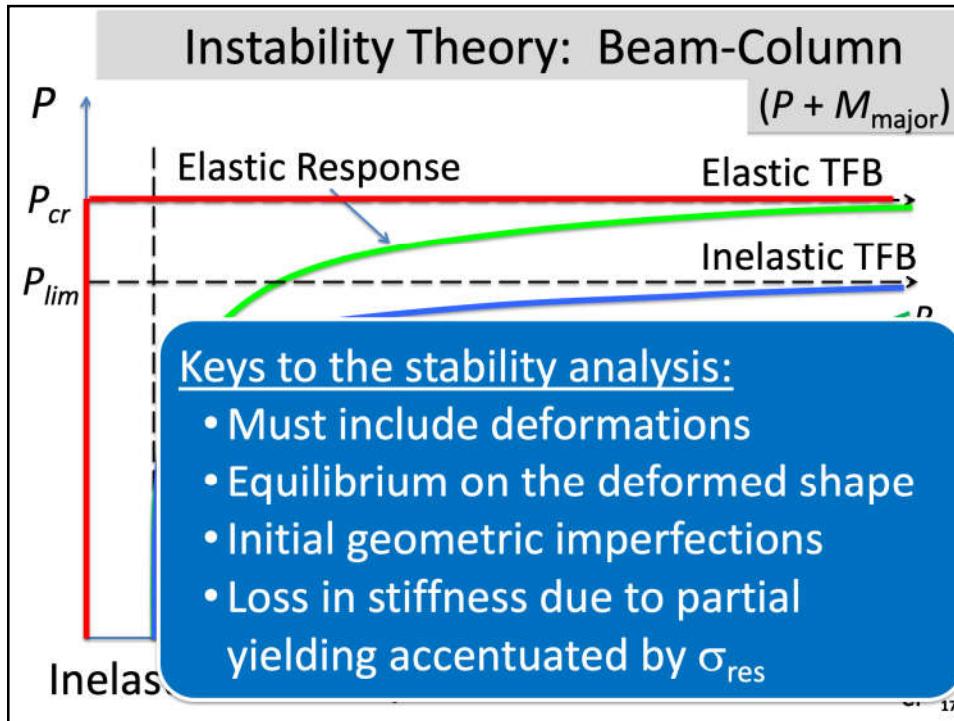 Instability Theory: Beam-Column
(P + Mmajor)
P
Elastic Response
Elastic TFB
Pcr
Inelastic TFB
Plim
P
Keys to the stability analysis:
• Must include deformations
• Equilibrium on the deformed shape
• Initial geometric imperfections
• Loss in stiffness due to partial
yielding accentuated by σres
17